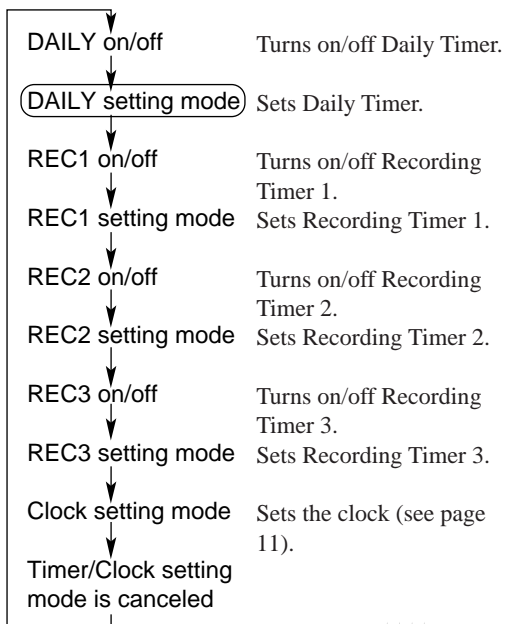 DAILY on/off Turns on/off Daily Timer.
DAILY setting mode Sets Daily Timer.
REC1 on/off Turns on/off Recording
Timer 1.
REC1 setting mode Sets Recording Timer 1.
REC2 on/off Turns on/off Recording
Timer 2.
REC2 setting mode Sets Recording Timer 2.
REC3 on/off Turns on/off Recording
Timer 3.
REC3 setting mode Sets Recording Timer 3.
Clock setting mode Sets the clock (see page
11).
Timer/Clock setting
mode is canceled